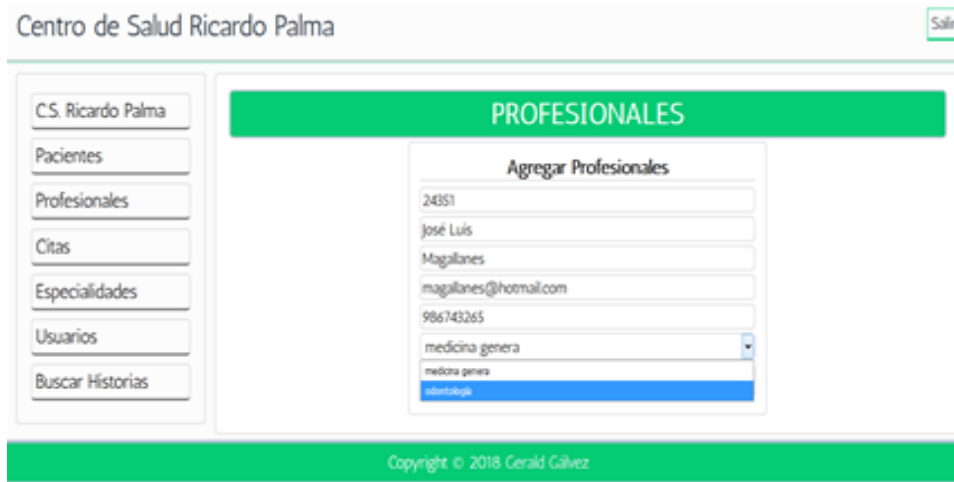 Centro de Salud Ricardo Palma
Salir
C.S. Ricardo Palma
Pacientes
Profesionales
Citas
Especialidades
Usuarios
Buscar Historias
PROFESIONALES
Agregar Profesionales
24351
José Luis
Magallanes
magallanes@hotmail.com
986743265
medicina genera
medicina genera
odontología
Copyright © 2018 Gerald Gálvez